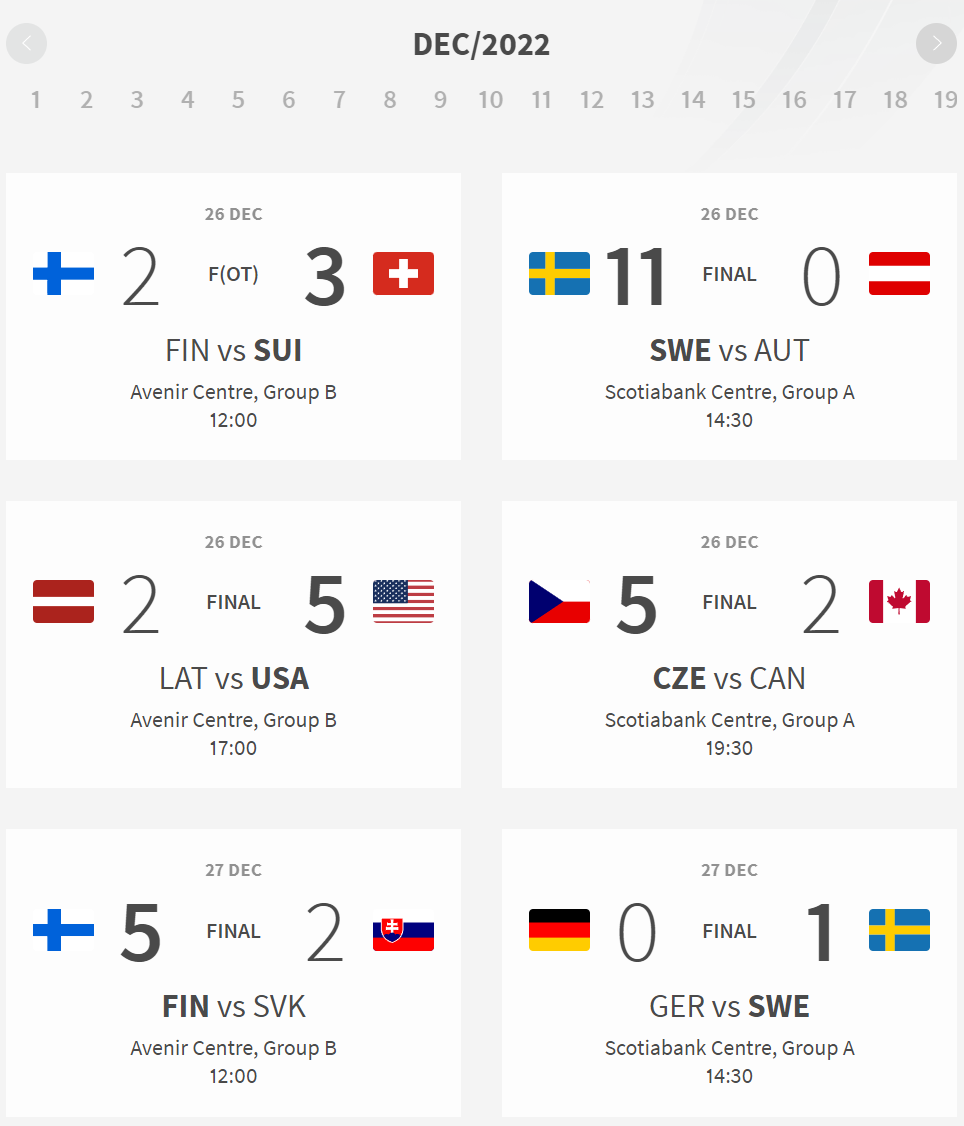 DEC/2022
1 2 3 4 5 6 7 8 9 10 11 12 13 14 15 16 17 18 19
26 DEC
2 F(OT) 3
FIN vs SUI
Avenir Centre, Group B
12:00
26 DEC
11 FINAL 0
SWE vs AUT
Scotiabank Centre, Group A
14:30
26 DEC
2 FINAL 5
LAT vs USA
Avenir Centre, Group B
17:00
26 DEC
5 FINAL 2
CZE vs CAN
Scotiabank Centre, Group A
19:30
27 DEC
5 FINAL 2
FIN vs SVK
Avenir Centre, Group B
12:00
27 DEC
0 FINAL 1
GER vs SWE
Scotiabank Centre, Group A
14:30